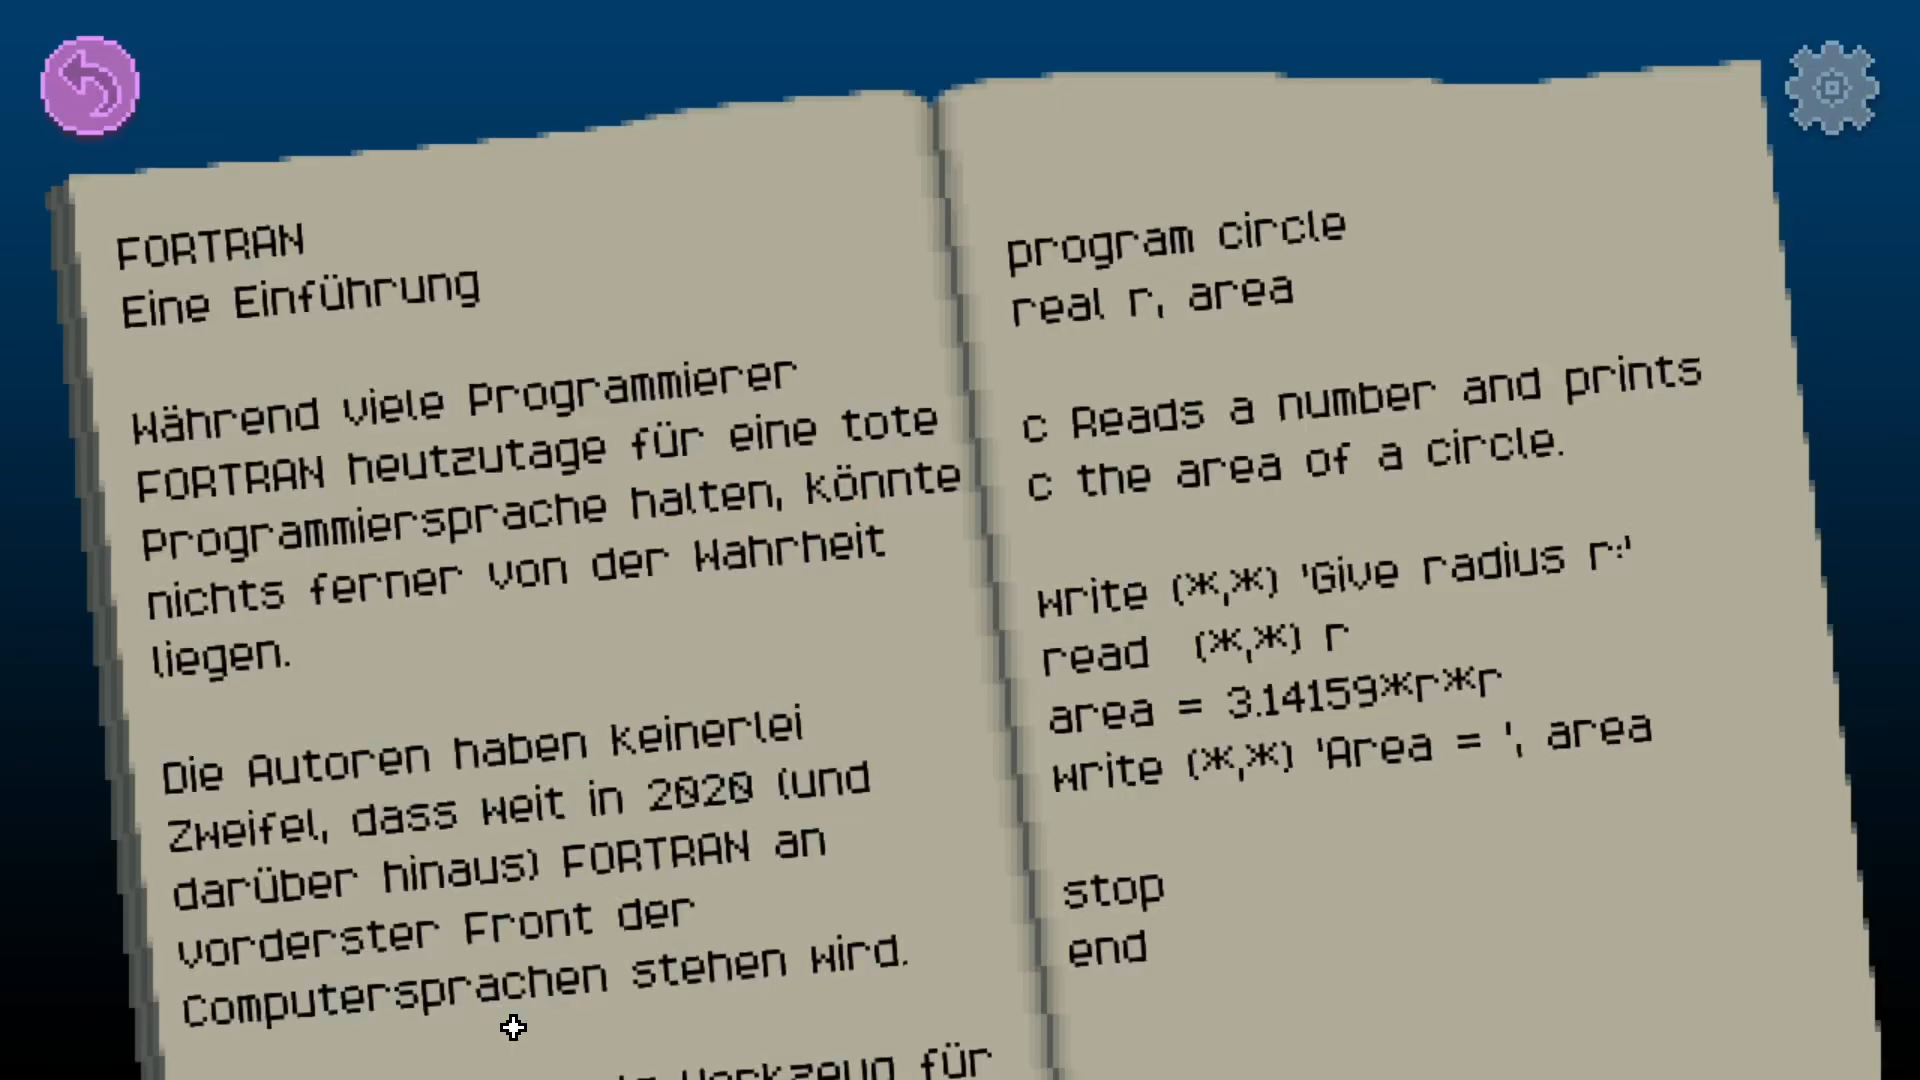 FORTRAN
Eine Einführung
Während viele Programmierer
FORTRAN heutzutage für eine tote
Programmiersprache halten, könnte
nichts ferner von der Wahrheit
liegen.
Die Autoren haben keinerlei
Zweifel, dass weit in 2020 (und
darüber hinaus) FORTRAN an
vorderster Front der
Computersprachen stehen wird.
Werkzeug für
program circle
real r, area
c Reads a number and prints
c the area of a circle.
write (*,*) 'Give radius r:'
read  (*,*) r
area = 3.14159*r*r
write (*,*) 'Area = ', area
stop
end